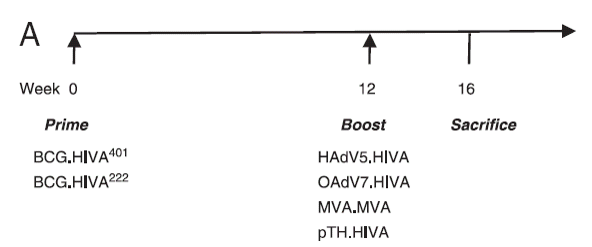 A
Week 0 12 16
Prime Boost Sacrifice
BCG.HIVA401 HAdV5.HIVA
BCG.HIVA222 OAdV7.HIVA
MVA.MVA
pTH.HIVA